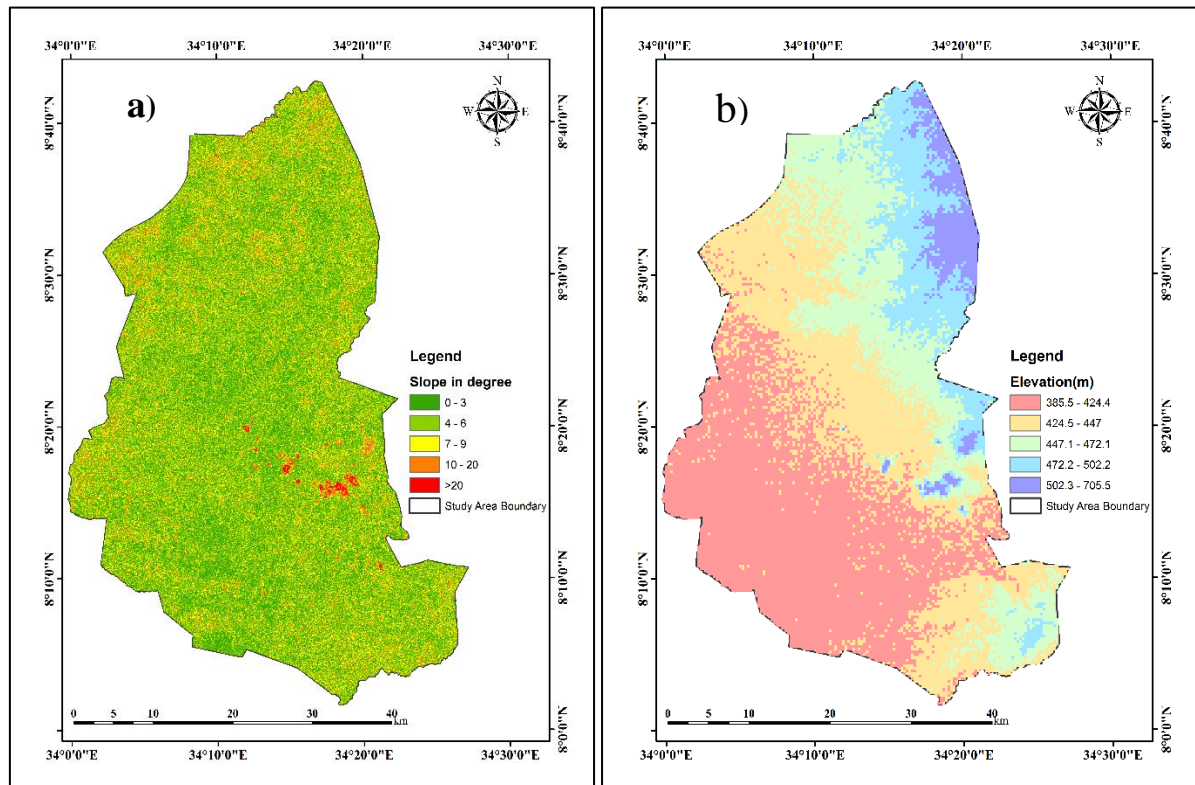 34°0'0"E 34°10'0"E 34°20'0"E 34°30'0"E
a)
N
W E
S
8°40'0"N 8°40'0"N
8°30'0"N 8°30'0"N
8°20'0"N 8°20'0"N
8°10'0"N 8°10'0"N
8°0'0"N
Legend
Slope in degree
0 - 3
4 - 6
7 - 9
10 - 20
>20
Study Area Boundary
0 5 10 20 30 40
km
34°0'0"E 34°10'0"E 34°20'0"E 34°30'0"E
34°0'0"E 34°10'0"E 34°20'0"E 34°30'0"E
b)
N
W E
S
8°40'0"N 8°40'0"N
8°30'0"N 8°30'0"N
8°20'0"N 8°20'0"N
8°10'0"N 8°10'0"N
8°0'0"N
Legend
Elevation(m)
385.5 - 424.4
424.5 - 447
447.1 - 472.1
472.2 - 502.2
502.3 - 705.5
Study Area Boundary
0 5 10 20 30 40
km
34°0'0"E 34°10'0"E 34°20'0"E 34°30'0"E